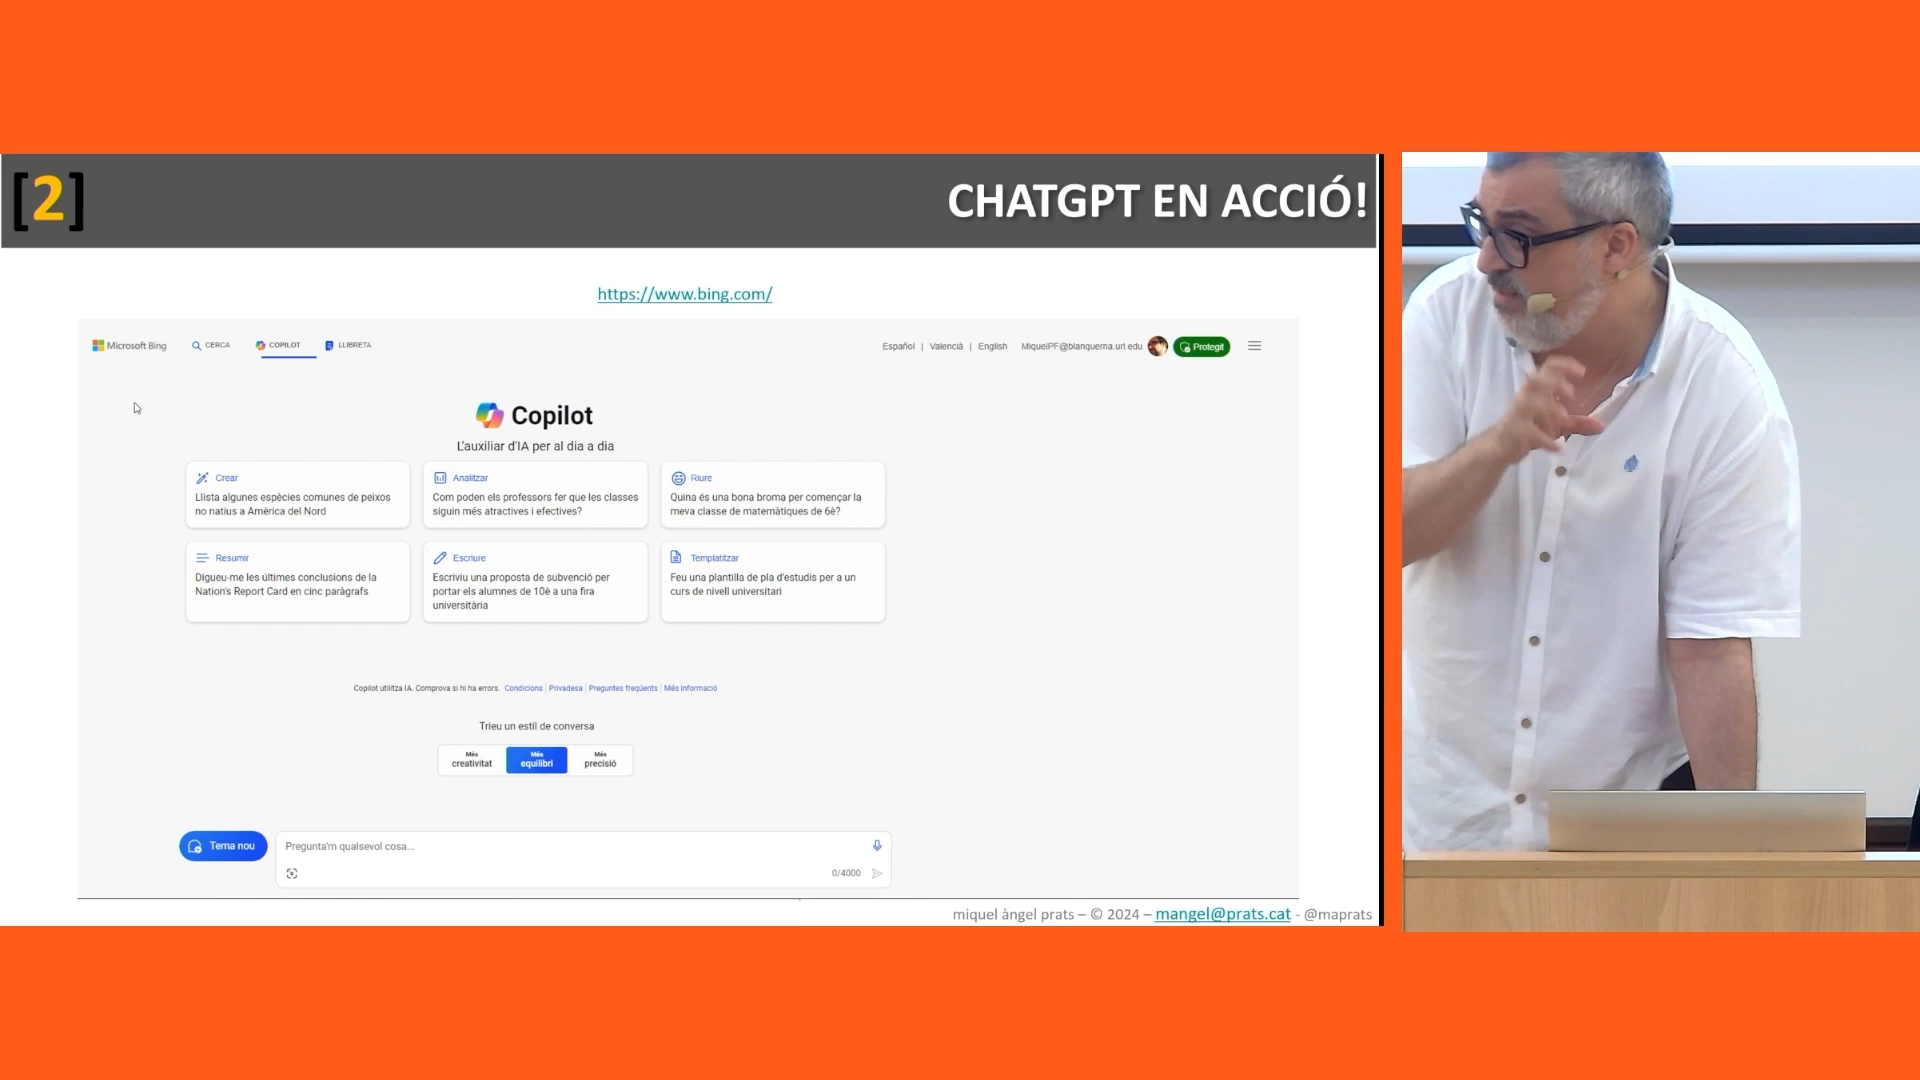 [2]
CHATGPT EN ACCIÓ!
https://www.bing.com/
Microsoft Bing
CERCA
COPILOT
LLIBRETA
Español | Valencià | English
MiquelPF@blanquerna.url.edu
Protegit
Copilot
L'auxiliar d'IA per al dia a dia
Crear
Llista algunes espècies comunes de peixos
no natius a Amèrica del Nord
Analitzar
Com poden els professors fer que les classes
siguin més atractives i efectives?
Riure
Quina és una bona broma per començar la
meva classe de matemàtiques de 6è?
Resumir
Digueu-me les últimes conclusions de la
Nation's Report Card en cinc paràgrafs
Escriure
Escriviu una proposta de subvenció per
portar els alumnes de 10è a una fira
universitària
Templatitzar
Feu una plantilla de pla d'estudis per a un
curs de nivell universitari
Copilot utilitza IA. Comprova si hi ha errors. Condicions | Privadesa | Preguntes freqüents | Més informació
Trieu un estil de conversa
Més
creativitat
Més
equilibri
Més
precisió
Tema nou
Pregunta'm qualsevol cosa...
0/4000
miquel àngel prats – © 2024 – mangel@prats.cat - @maprats